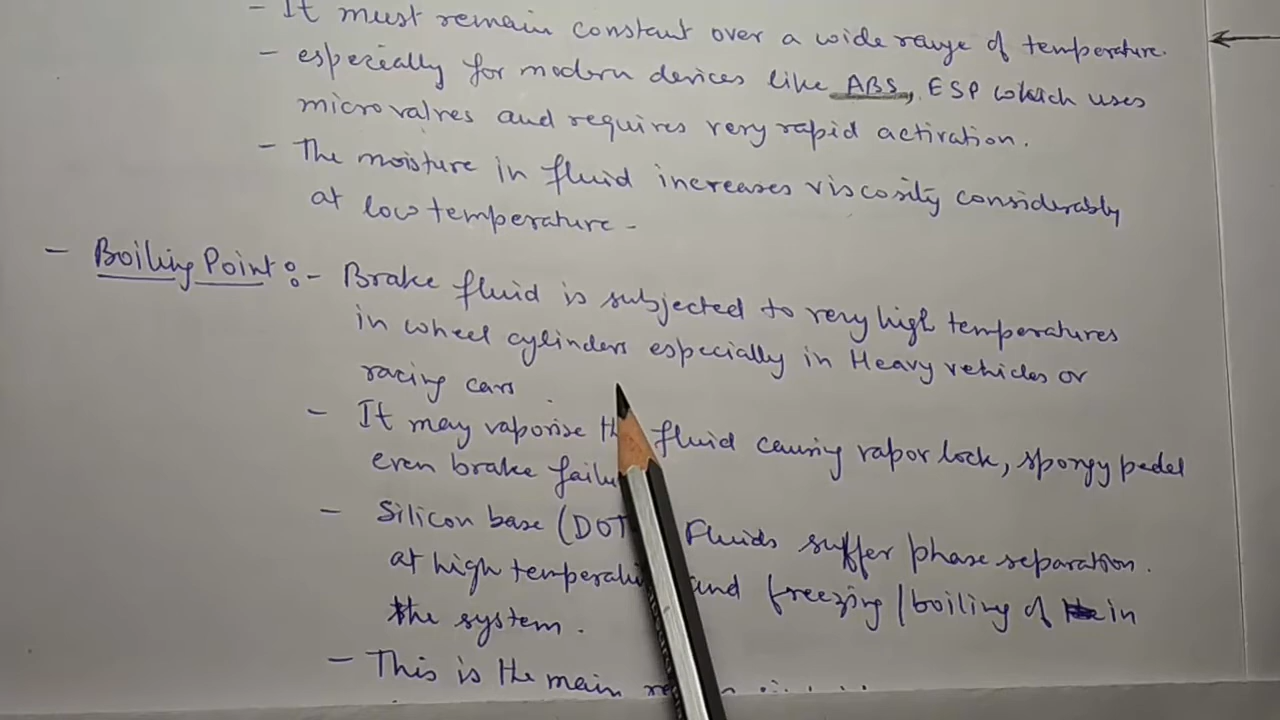 - It must remain constant over a wide range of temperature.
- especially for modern devices like ABS, ESP which uses
micro valves and requires very rapid activation.
- The moisture in fluid increases viscosity considerably
at low temperature -
- Boiling Point :- Brake fluid is subjected to very high temperatures
in wheel cylinders especially in Heavy vehicles or
racing cars
- It may vaporise the fluid causing vapor lock, spongy pedal
even brake failu
- Silicon base (DOT Fluids suffer phase separation.
at high temperatu and freezing / boiling of in
the system.
- This is the main